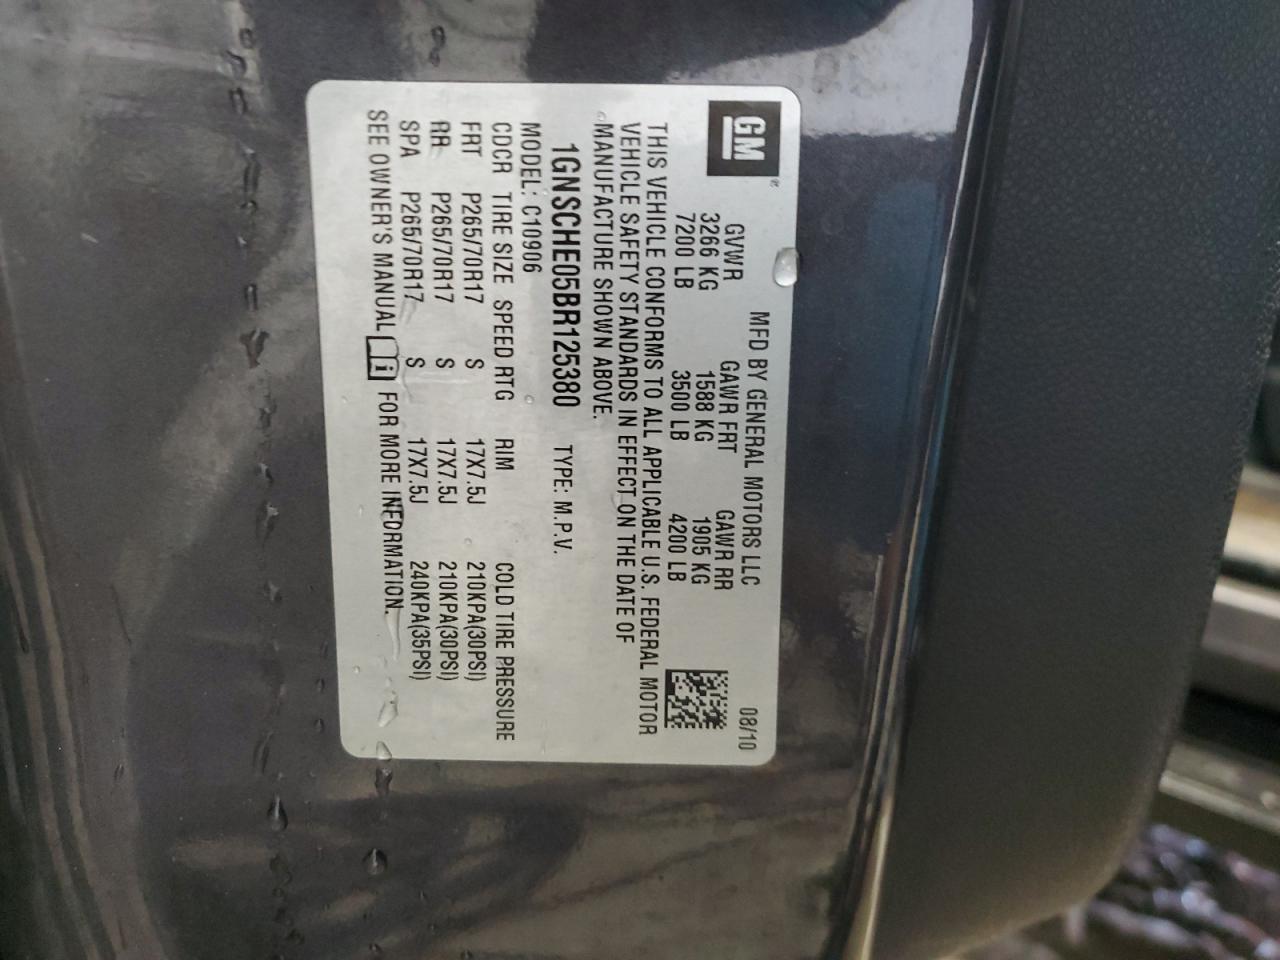 GM
MFD BY GENERAL MOTORS LLC 08/10
GVWR GAWR FRT GAWR RR
3266 KG 1588 KG 1905 KG
7200 LB 3500 LB 4200 LB
THIS VEHICLE CONFORMS TO ALL APPLICABLE U.S. FEDERAL MOTOR
VEHICLE SAFETY STANDARDS IN EFFECT ON THE DATE OF
MANUFACTURE SHOWN ABOVE.
1GNSCHE05BR125380 TYPE: M.P.V.
MODEL: C10906
CDCR TIRE SIZE SPEED RTG RIM COLD TIRE PRESSURE
FRT P265/70R17 S 17X7.5J 210KPA(30PSI)
RR P265/70R17 S 17X7.5J 210KPA(30PSI)
SPA P265/70R17 S 17X7.5J 240KPA(35PSI)
SEE OWNER'S MANUAL FOR MORE INFORMATION.